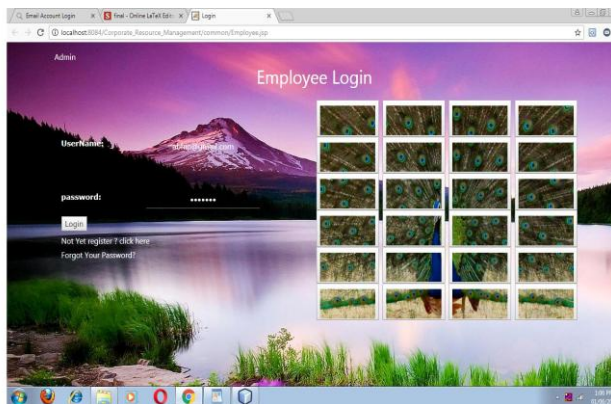 Email Account Login
final - Online LaTeX Edit
Login
localhost:8084/Corporate_Resource_Management/common/Employee.jsp
Admin
Employee Login
UserName:
password:
•••••••
Login
Not Yet register ? click here
Forgot Your Password?